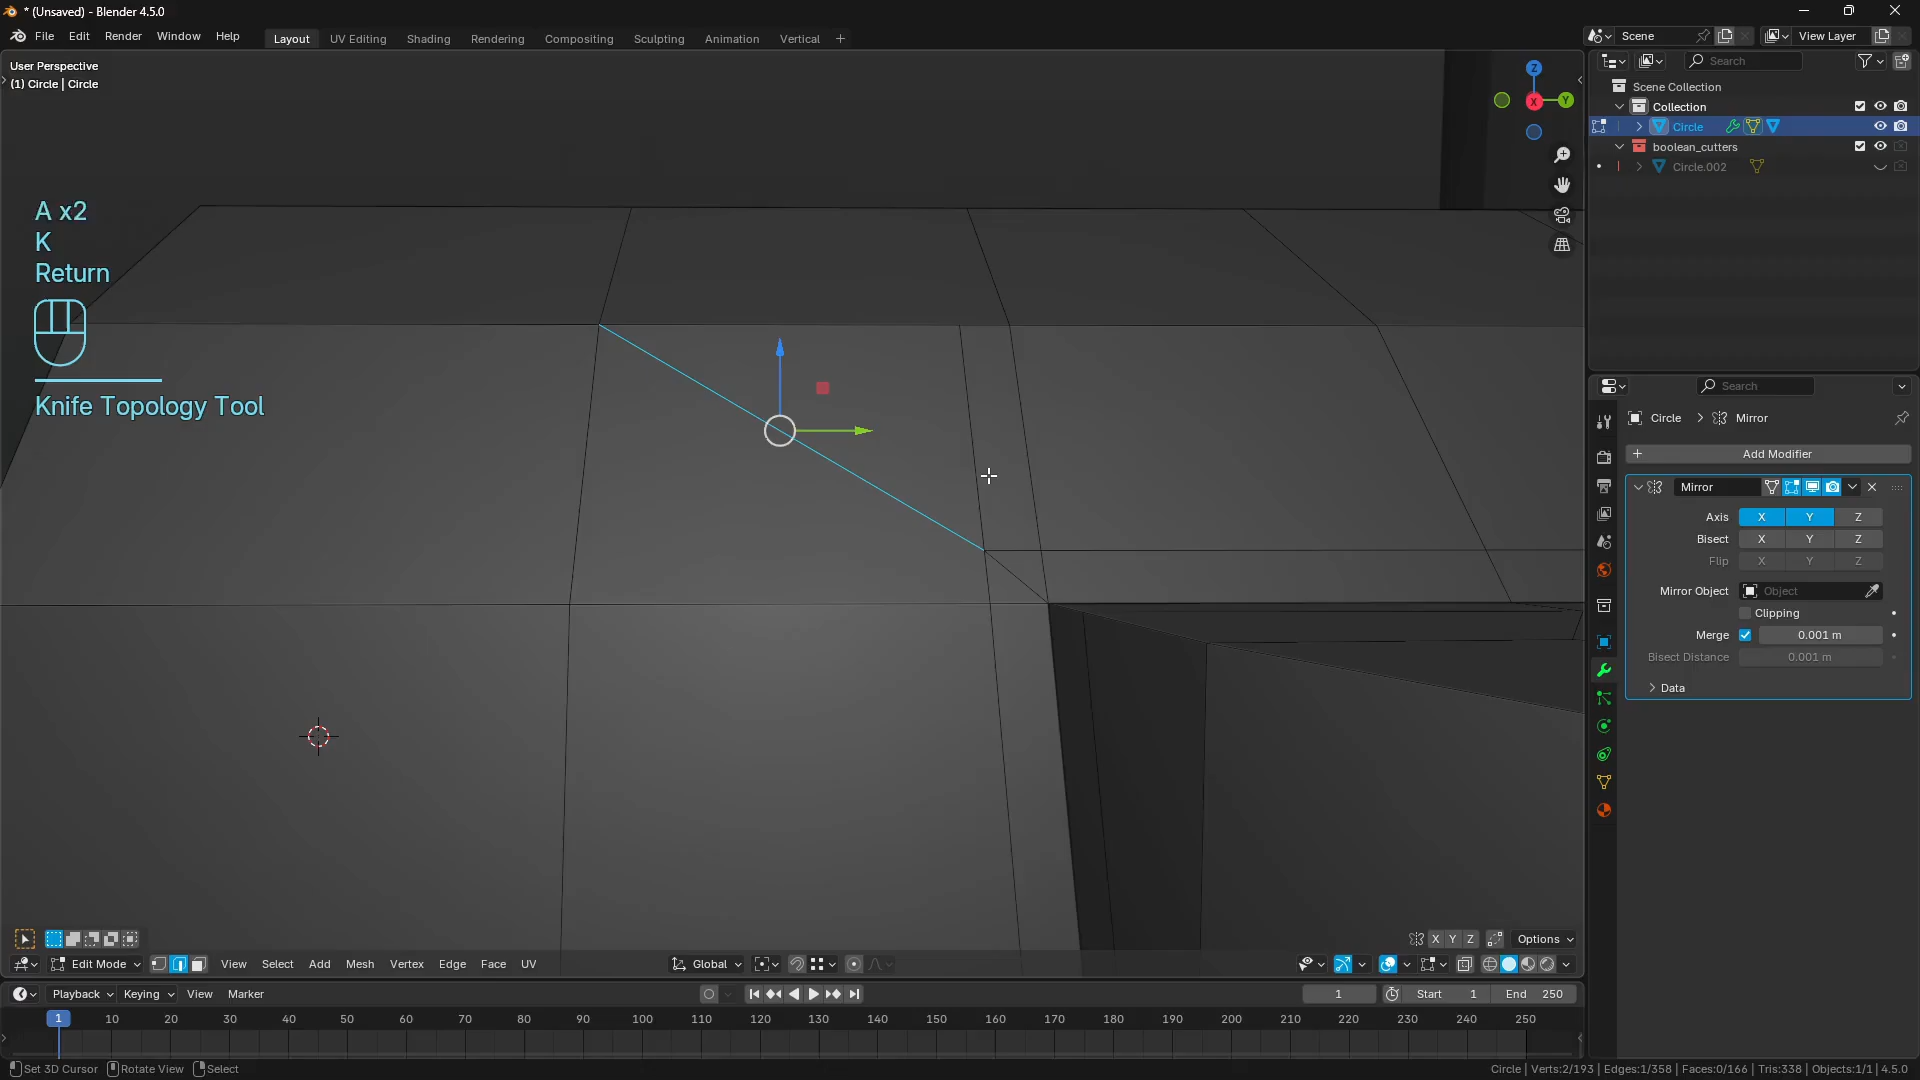 * (Unsaved) - Blender 4.5.0
File Edit Render Window Help
Layout UV Editing Shading Rendering Compositing Sculpting Animation Vertical
Scene
View Layer
User Perspective
(1) Circle | Circle
A x2
K
Return
Knife Topology Tool
Z
Y
X
Search
Scene Collection
Collection
Circle
boolean_cutters
Circle.002
Search
Circle > Mirror
+ Add Modifier
Mirror
Axis X Y Z
Bisect X Y Z
Flip X Y Z
Mirror Object Object
Clipping
Merge 0.001 m
Bisect Distance 0.001 m
Data
X Y Z Options
Edit Mode View Select Add Mesh Vertex Edge Face UV Global
Playback Keying View Marker
1 Start 1 End 250
1 10 20 30 40 50 60 70 80 90 100 110 120 130 140 150 160 170 180 190 200 210 220 230 240 250
Set 3D Cursor Rotate View Select
Circle | Verts:2/193 | Edges:1/358 | Faces:0/166 | Tris:338 | Objects:1/1 | 4.5.0